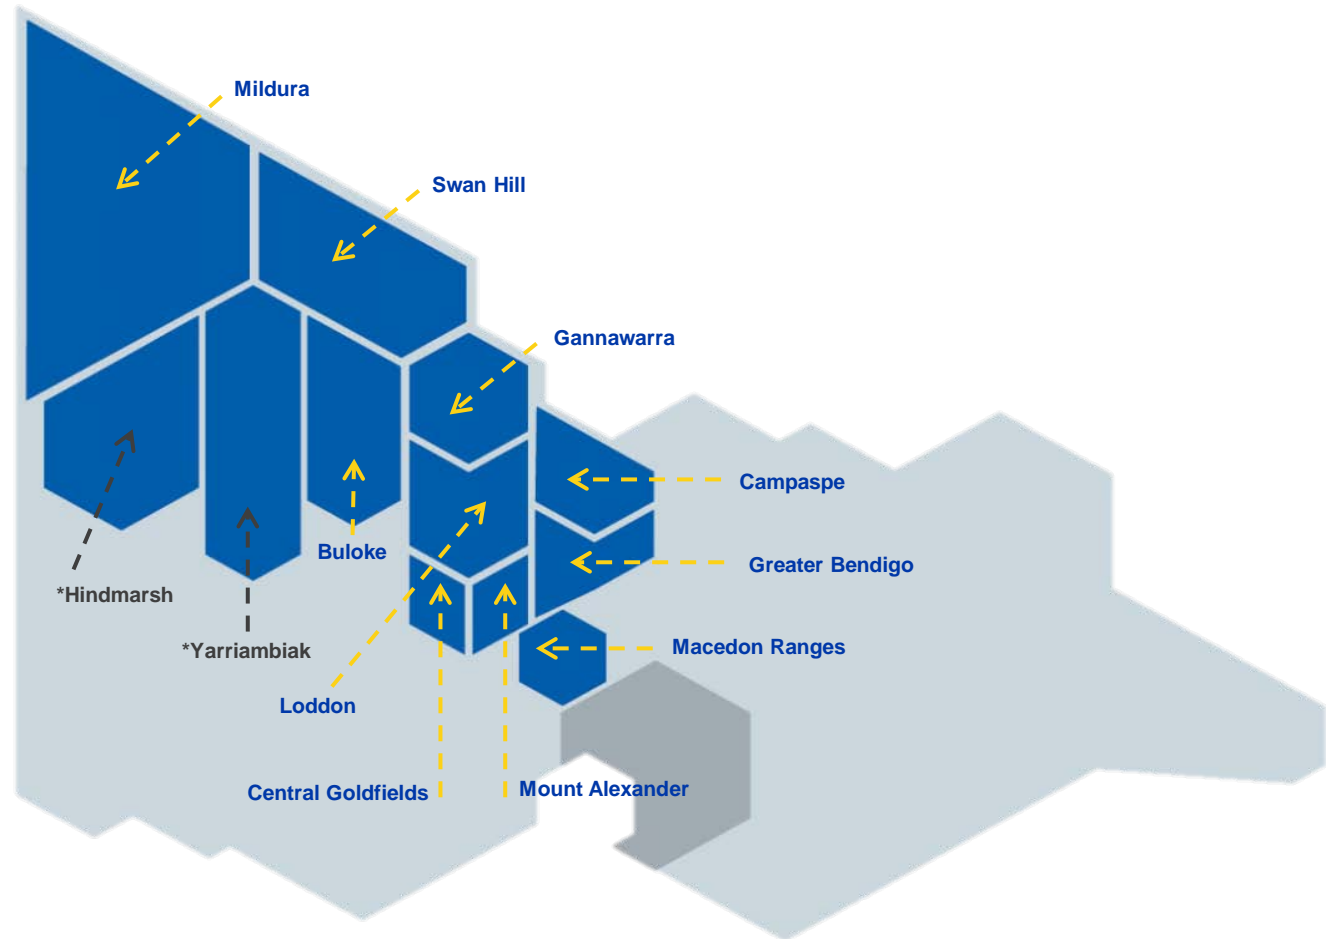 Mildura
Swan Hill
Gannawarra
Campaspe
Buloke
Greater Bendigo
*Hindmarsh
*Yarriambiak
Macedon Ranges
Loddon
Central Goldfields
Mount Alexander